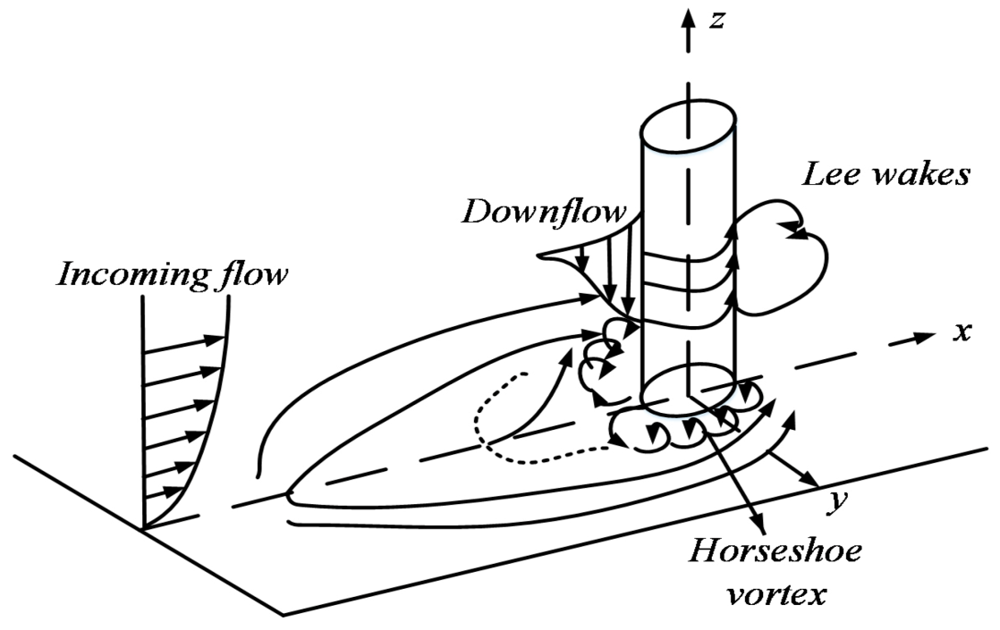 z
Lee wakes
Downflow
Incoming flow
x
y
Horseshoe
vortex